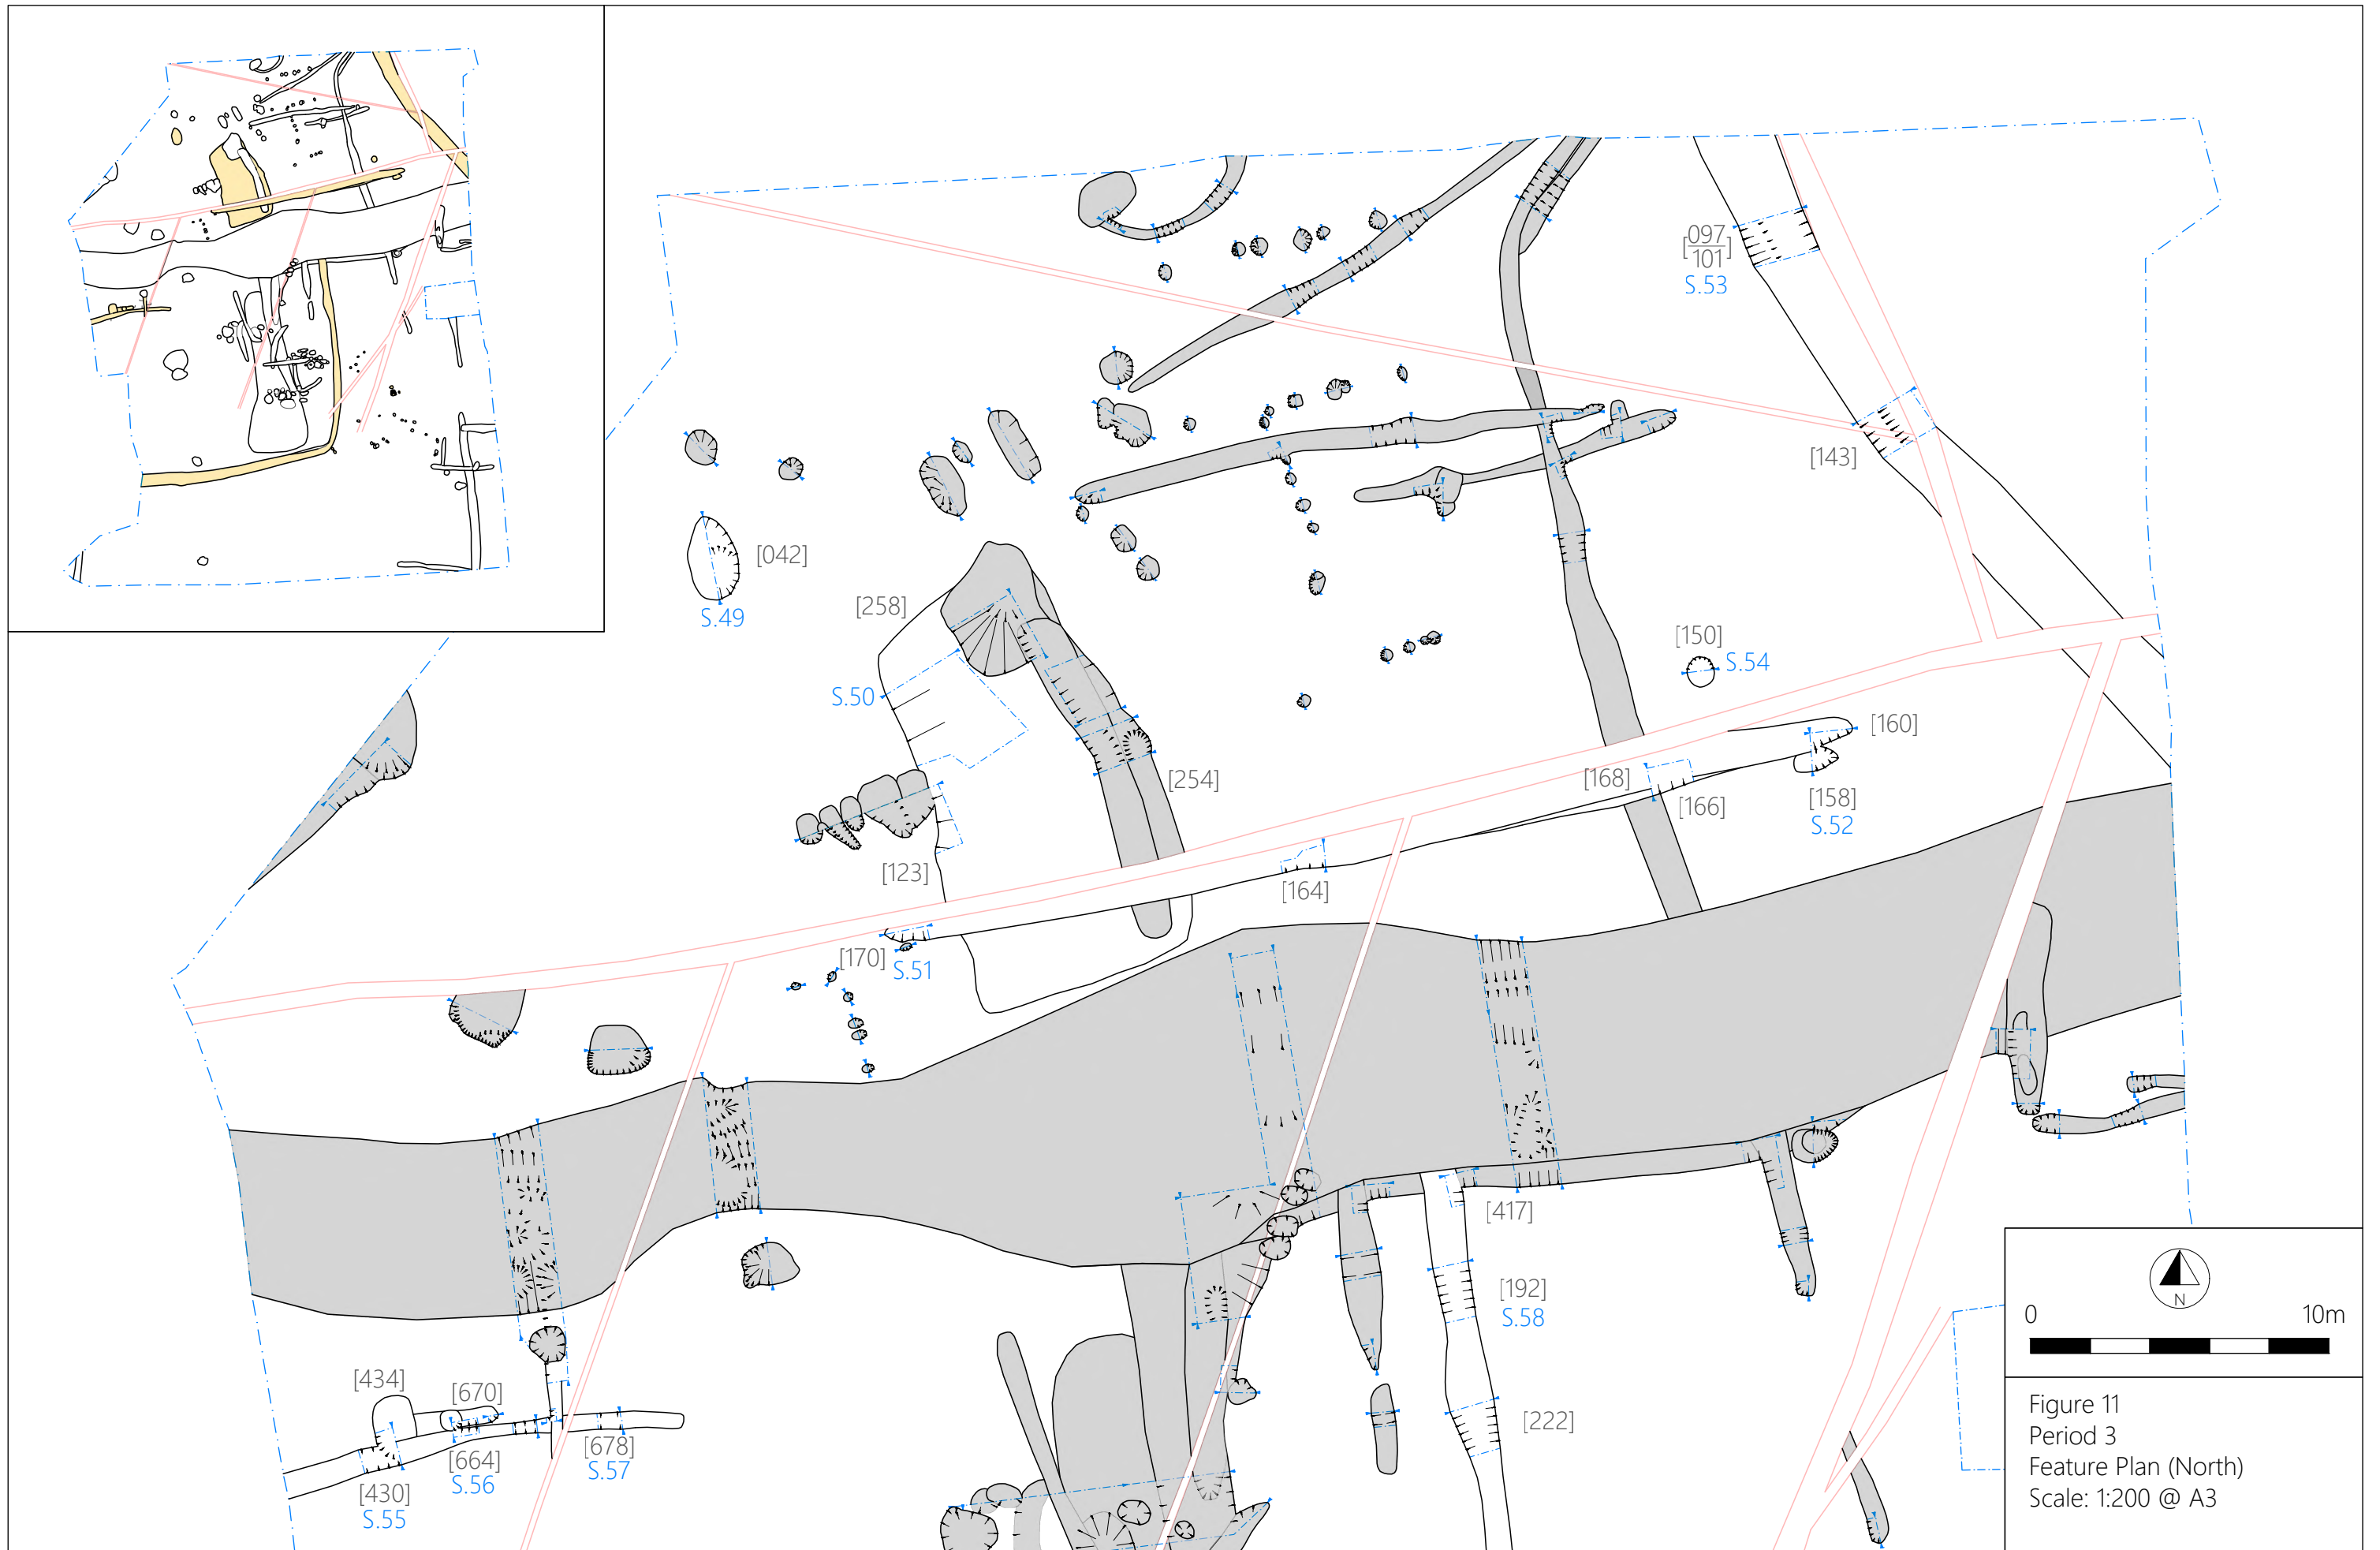 [097
101]
S.53
[143]
[042]
S.49
[258]
S.50
[150]
S.54
[160]
[254]
[168]
[166]
[158]
S.52
[123]
[164]
[170]
S.51
[417]
[192]
S.58
[222]
[434]
[670]
[664]
S.56
[678]
S.57
[430]
S.55
N
0
10m
Figure 11
Period 3
Feature Plan (North)
Scale: 1:200 @ A3